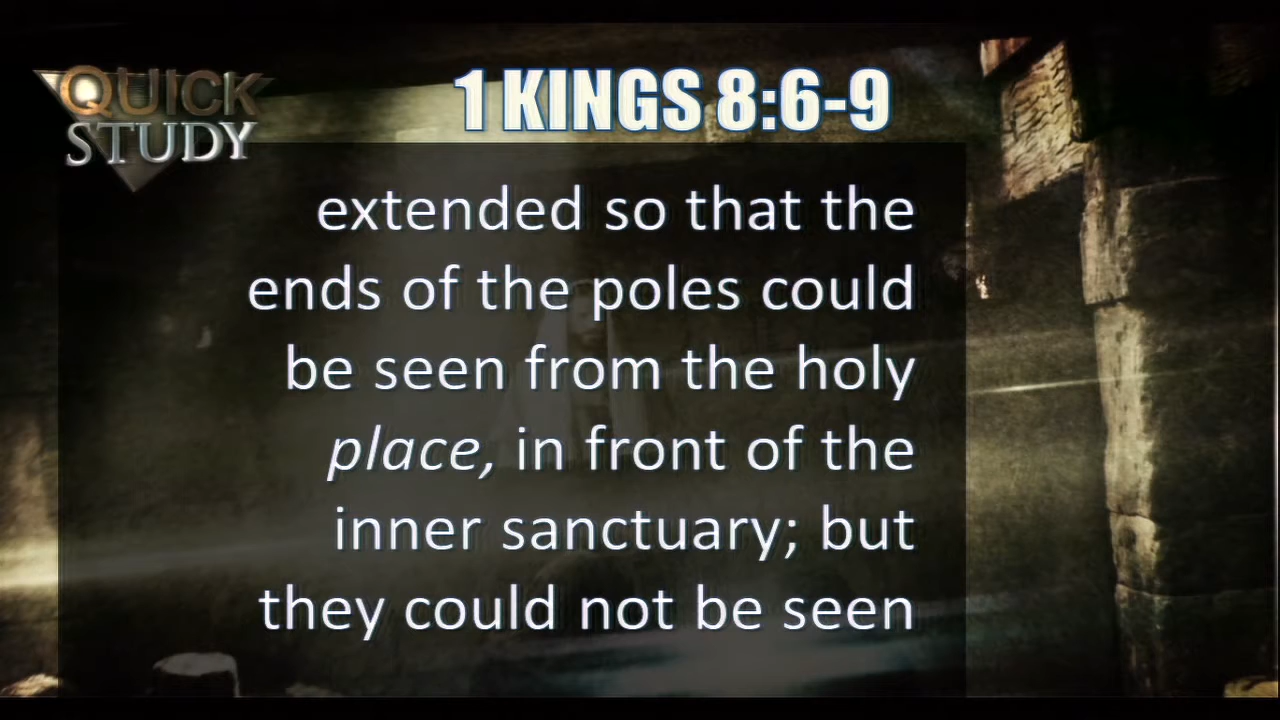 QUICK
STUDY
1 KINGS 8:6-9
extended so that the
ends of the poles could
be seen from the holy
place, in front of the
inner sanctuary; but
they could not be seen